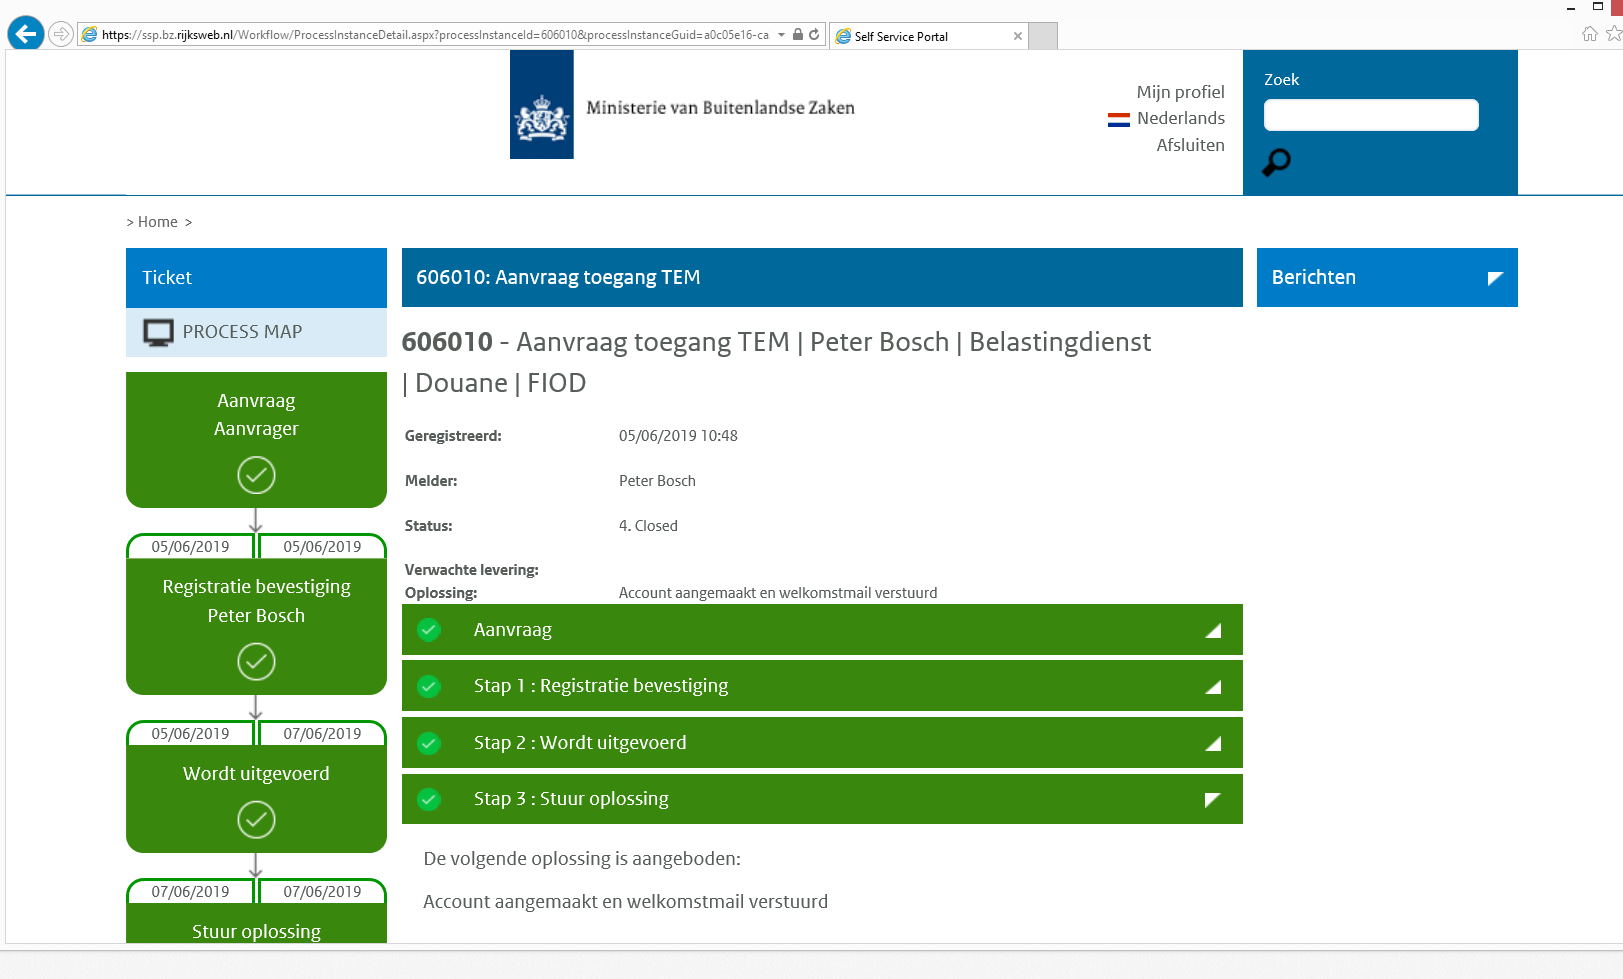 https://ssp.bz.rijksweb.nl/Workflow/ProcessInstanceDetail.aspx?processInstanceId=606010&processInstanceGuid=a0c05e16-ca
Self Service Portal
Ministerie van Buitenlandse Zaken
Mijn profiel
Nederlands
Afsluiten
Zoek
> Home >
Ticket
PROCESS MAP
Aanvraag
Aanvrager
05/06/2019 05/06/2019
Registratie bevestiging
Peter Bosch
05/06/2019 07/06/2019
Wordt uitgevoerd
07/06/2019 07/06/2019
Stuur oplossing
606010: Aanvraag toegang TEM
606010 - Aanvraag toegang TEM | Peter Bosch | Belastingdienst
| Douane | FIOD
Geregistreerd: 05/06/2019 10:48
Melder: Peter Bosch
Status: 4. Closed
Verwachte levering:
Oplossing: Account aangemaakt en welkomstmail verstuurd
Aanvraag
Stap 1 : Registratie bevestiging
Stap 2 : Wordt uitgevoerd
Stap 3 : Stuur oplossing
De volgende oplossing is aangeboden:
Account aangemaakt en welkomstmail verstuurd
Berichten